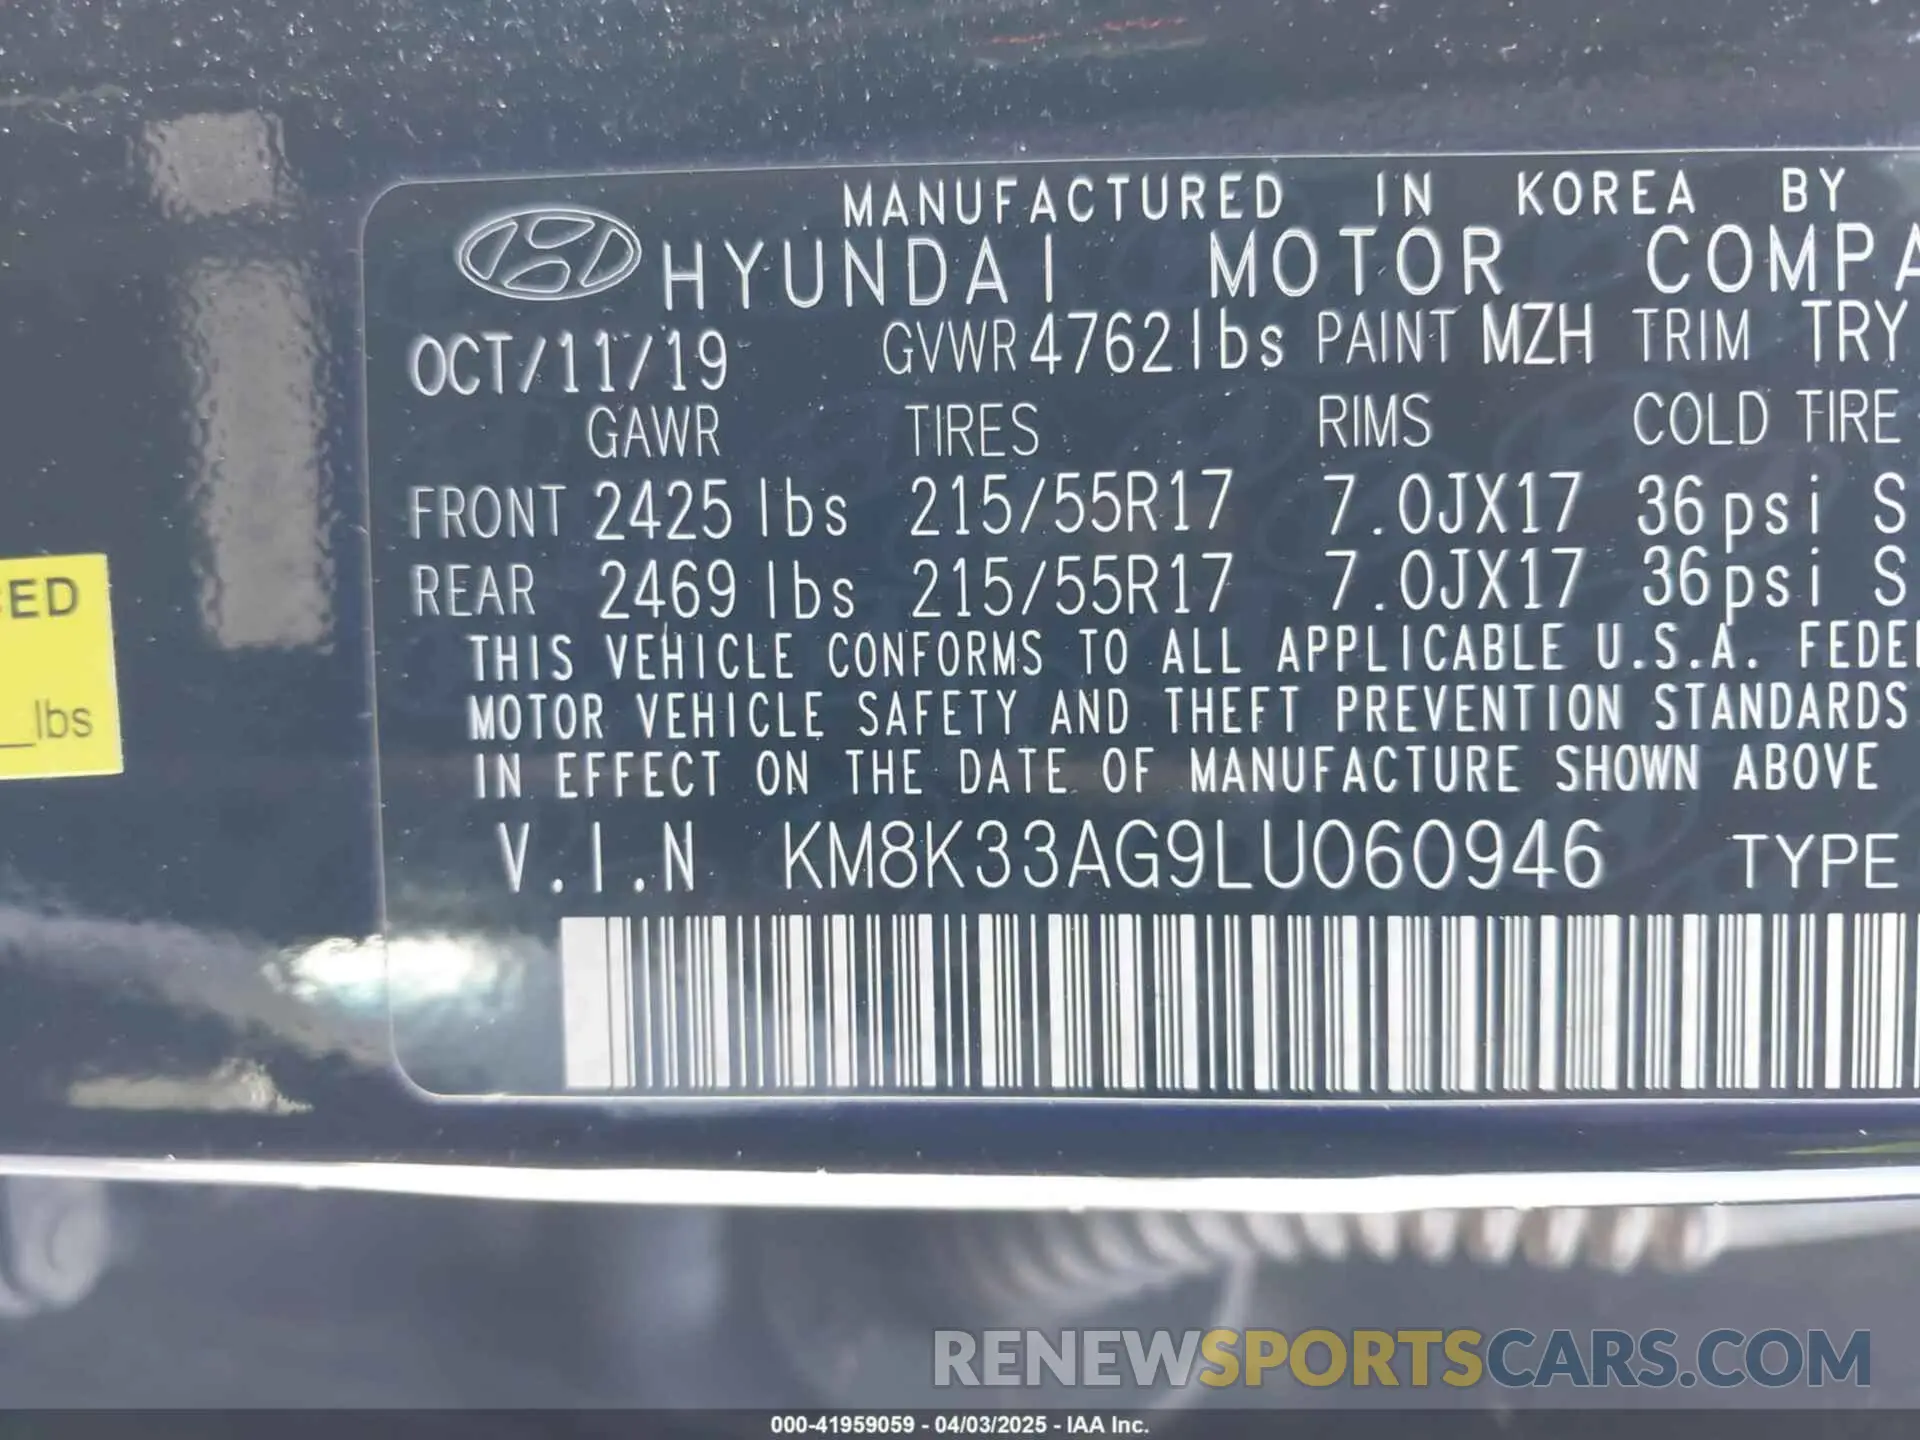 MANUFACTURED IN KOREA BY
HYUNDAI MOTOR COMPA
OCT/11/19 GVWR 4762 lbs PAINT MZH TRIM TRY
GAWR TIRES RIMS COLD TIRE
FRONT 2425 lbs 215/55R17 7.0JX17 36psi S
REAR 2469 lbs 215/55R17 7.0JX17 36psi S
THIS VEHICLE CONFORMS TO ALL APPLICABLE U.S.A. FEDE
MOTOR VEHICLE SAFETY AND THEFT PREVENTION STANDARDS
IN EFFECT ON THE DATE OF MANUFACTURE SHOWN ABOVE
V.I.N KM8K33AG9LU060946 TYPE
ED
__lbs
RENEWSPORTSCARS.COM
000-41959059 - 04/03/2025 - IAA Inc.